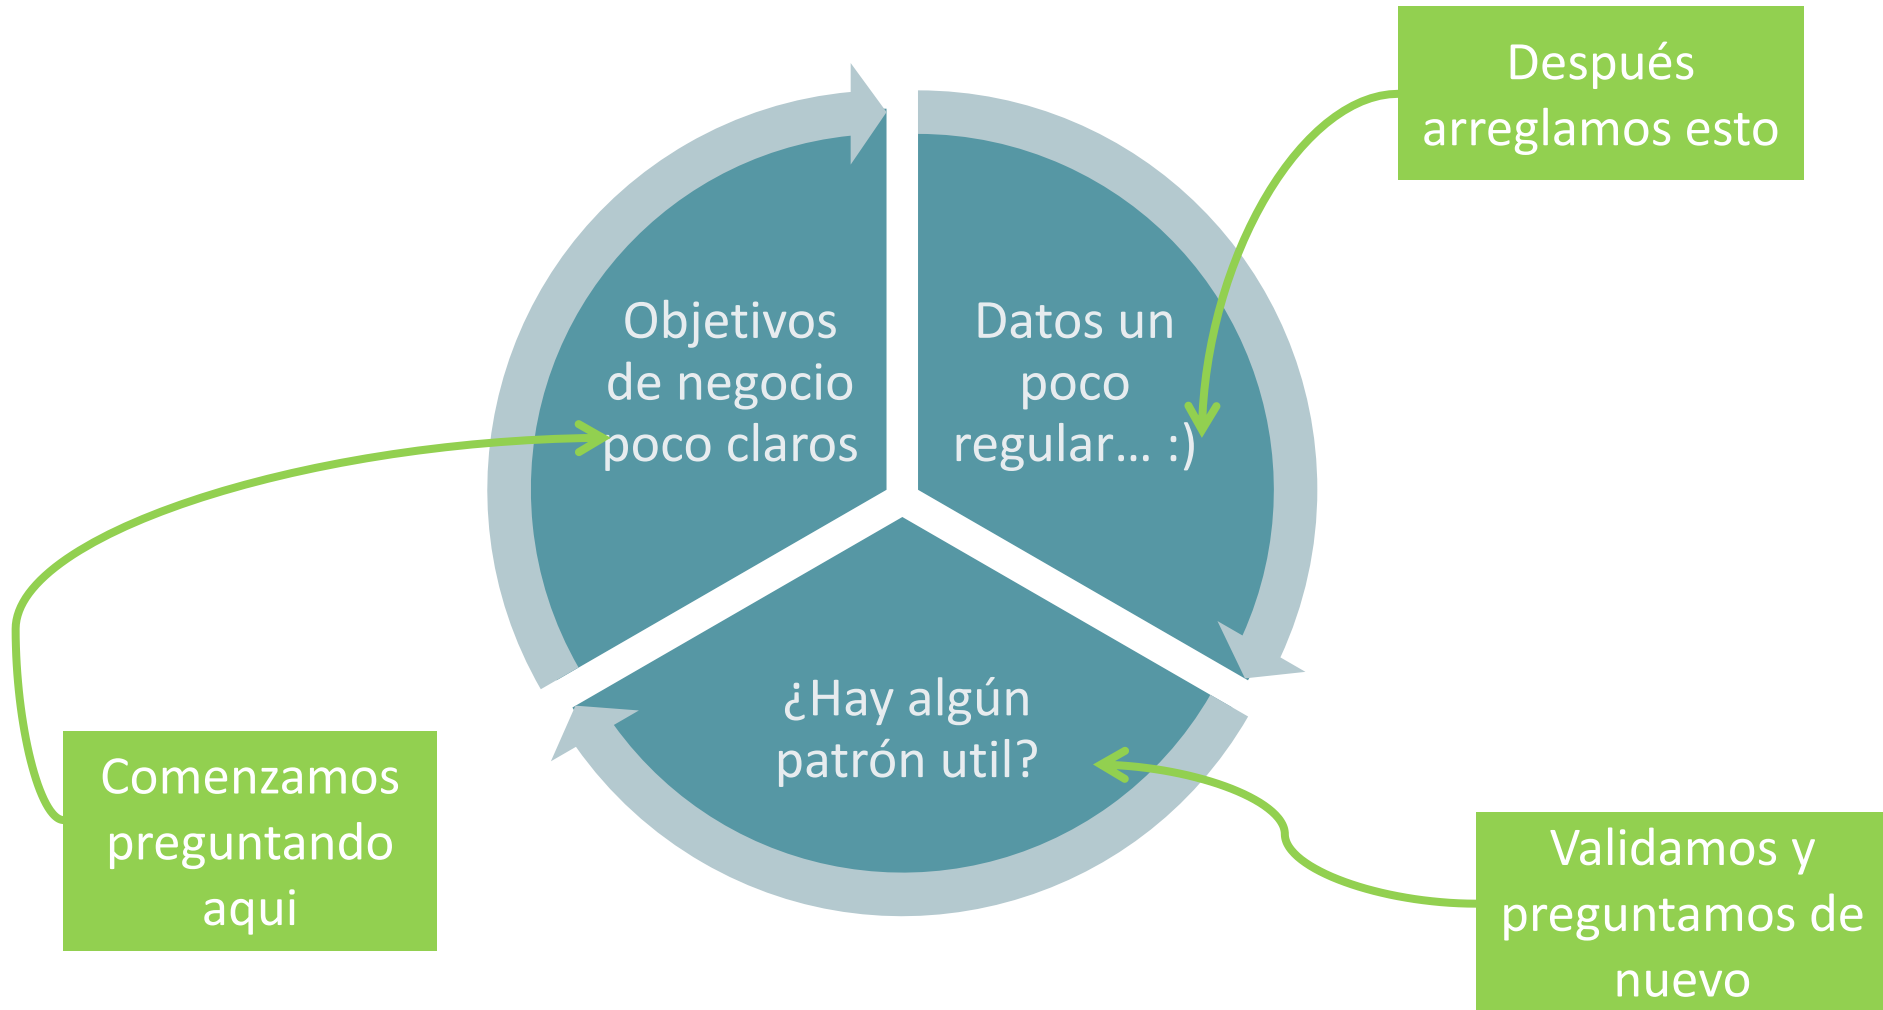 Después
arreglamos esto
Objetivos
de negocio
poco claros
Datos un
poco
regular... :)
¿Hay algún
patrón util?
Comenzamos
preguntando
aqui
Validamos y
preguntamos de
nuevo